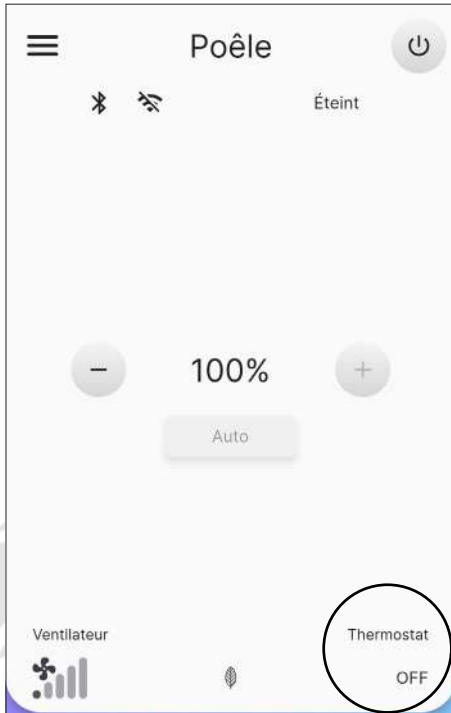 Poêle
Éteint
100%
Auto
Ventilateur
Thermostat
OFF